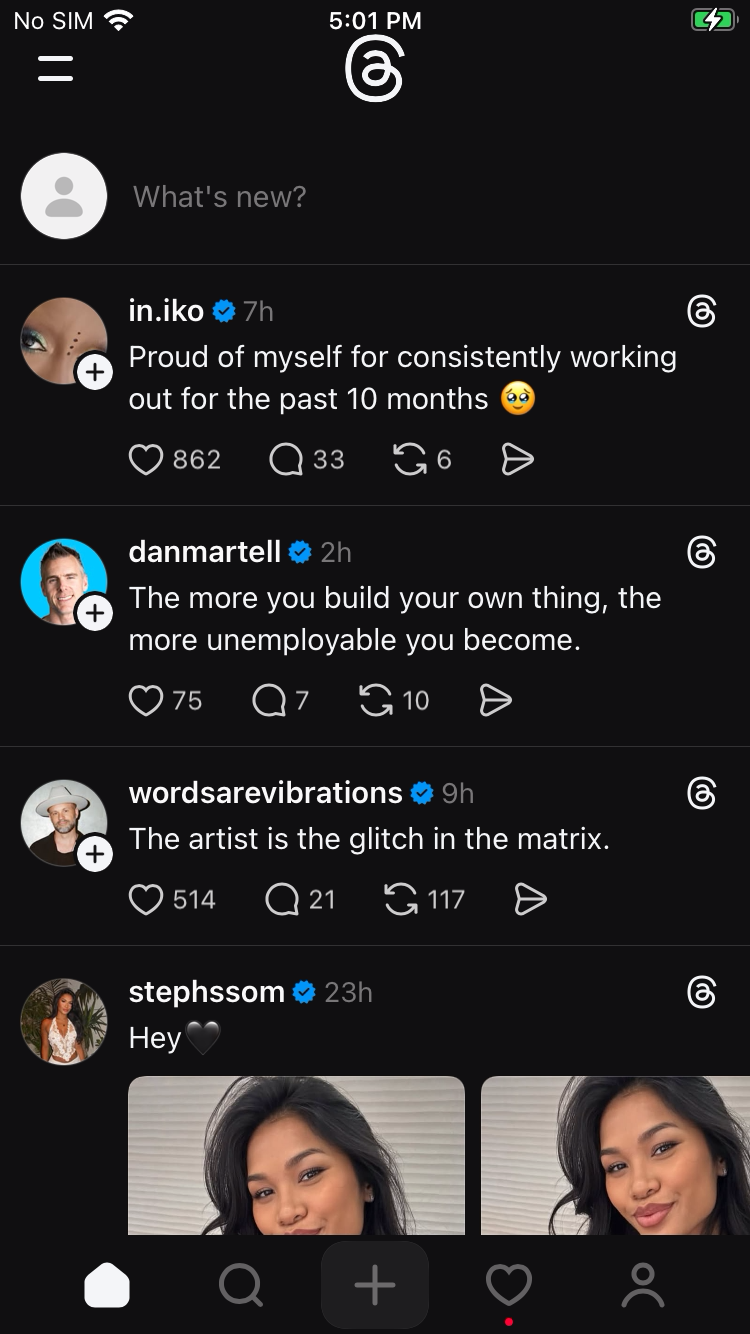 No SIM 5:01 PM
What's new?
in.iko 7h
Proud of myself for consistently working
out for the past 10 months 🥹
862 33 6
danmartell 2h
The more you build your own thing, the
more unemployable you become.
75 7 10
wordsarevibrations 9h
The artist is the glitch in the matrix.
514 21 117
stephssom 23h
Hey🖤